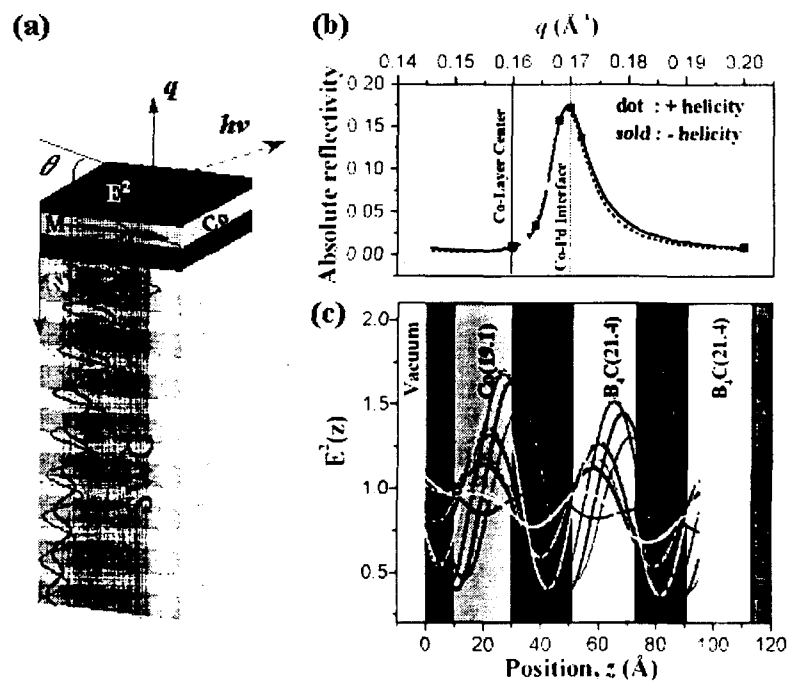 (a)
q
hν
θ
E²
M
Co
z
(b)
q (Å⁻¹)
0.14 0.15 0.16 0.17 0.18 0.19 0.20
Absolute reflectivity
0.20
0.15
0.10
0.05
0.00
Co-Layer Center
Co-Pd Interface
dot : + helicity
sold : - helicity
(c)
E²(z)
2.0
1.5
1.0
0.5
Vacuum
Co(19.1)
B₄C(21.4)
B₄C(21.4)
0 20 40 60 80 100 120
Position, z (Å)